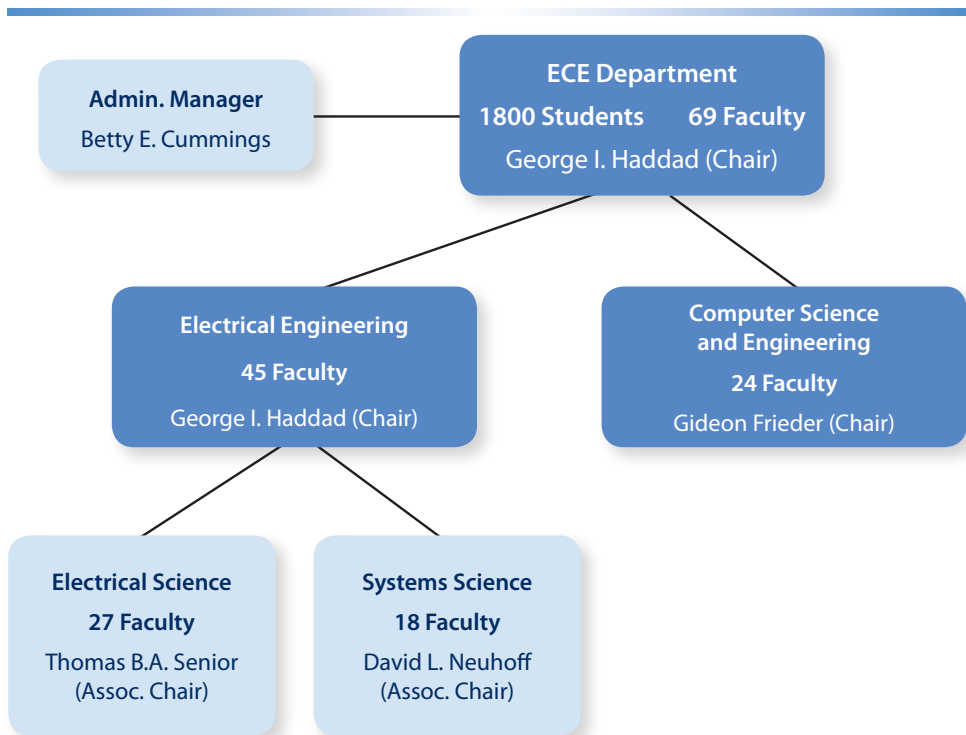 Admin. Manager
Betty E. Cummings
ECE Department
1800 Students 69 Faculty
George I. Haddad (Chair)
Electrical Engineering
45 Faculty
George I. Haddad (Chair)
Computer Science
and Engineering
24 Faculty
Gideon Frieder (Chair)
Electrical Science
27 Faculty
Thomas B.A. Senior
(Assoc. Chair)
Systems Science
18 Faculty
David L. Neuhoff
(Assoc. Chair)